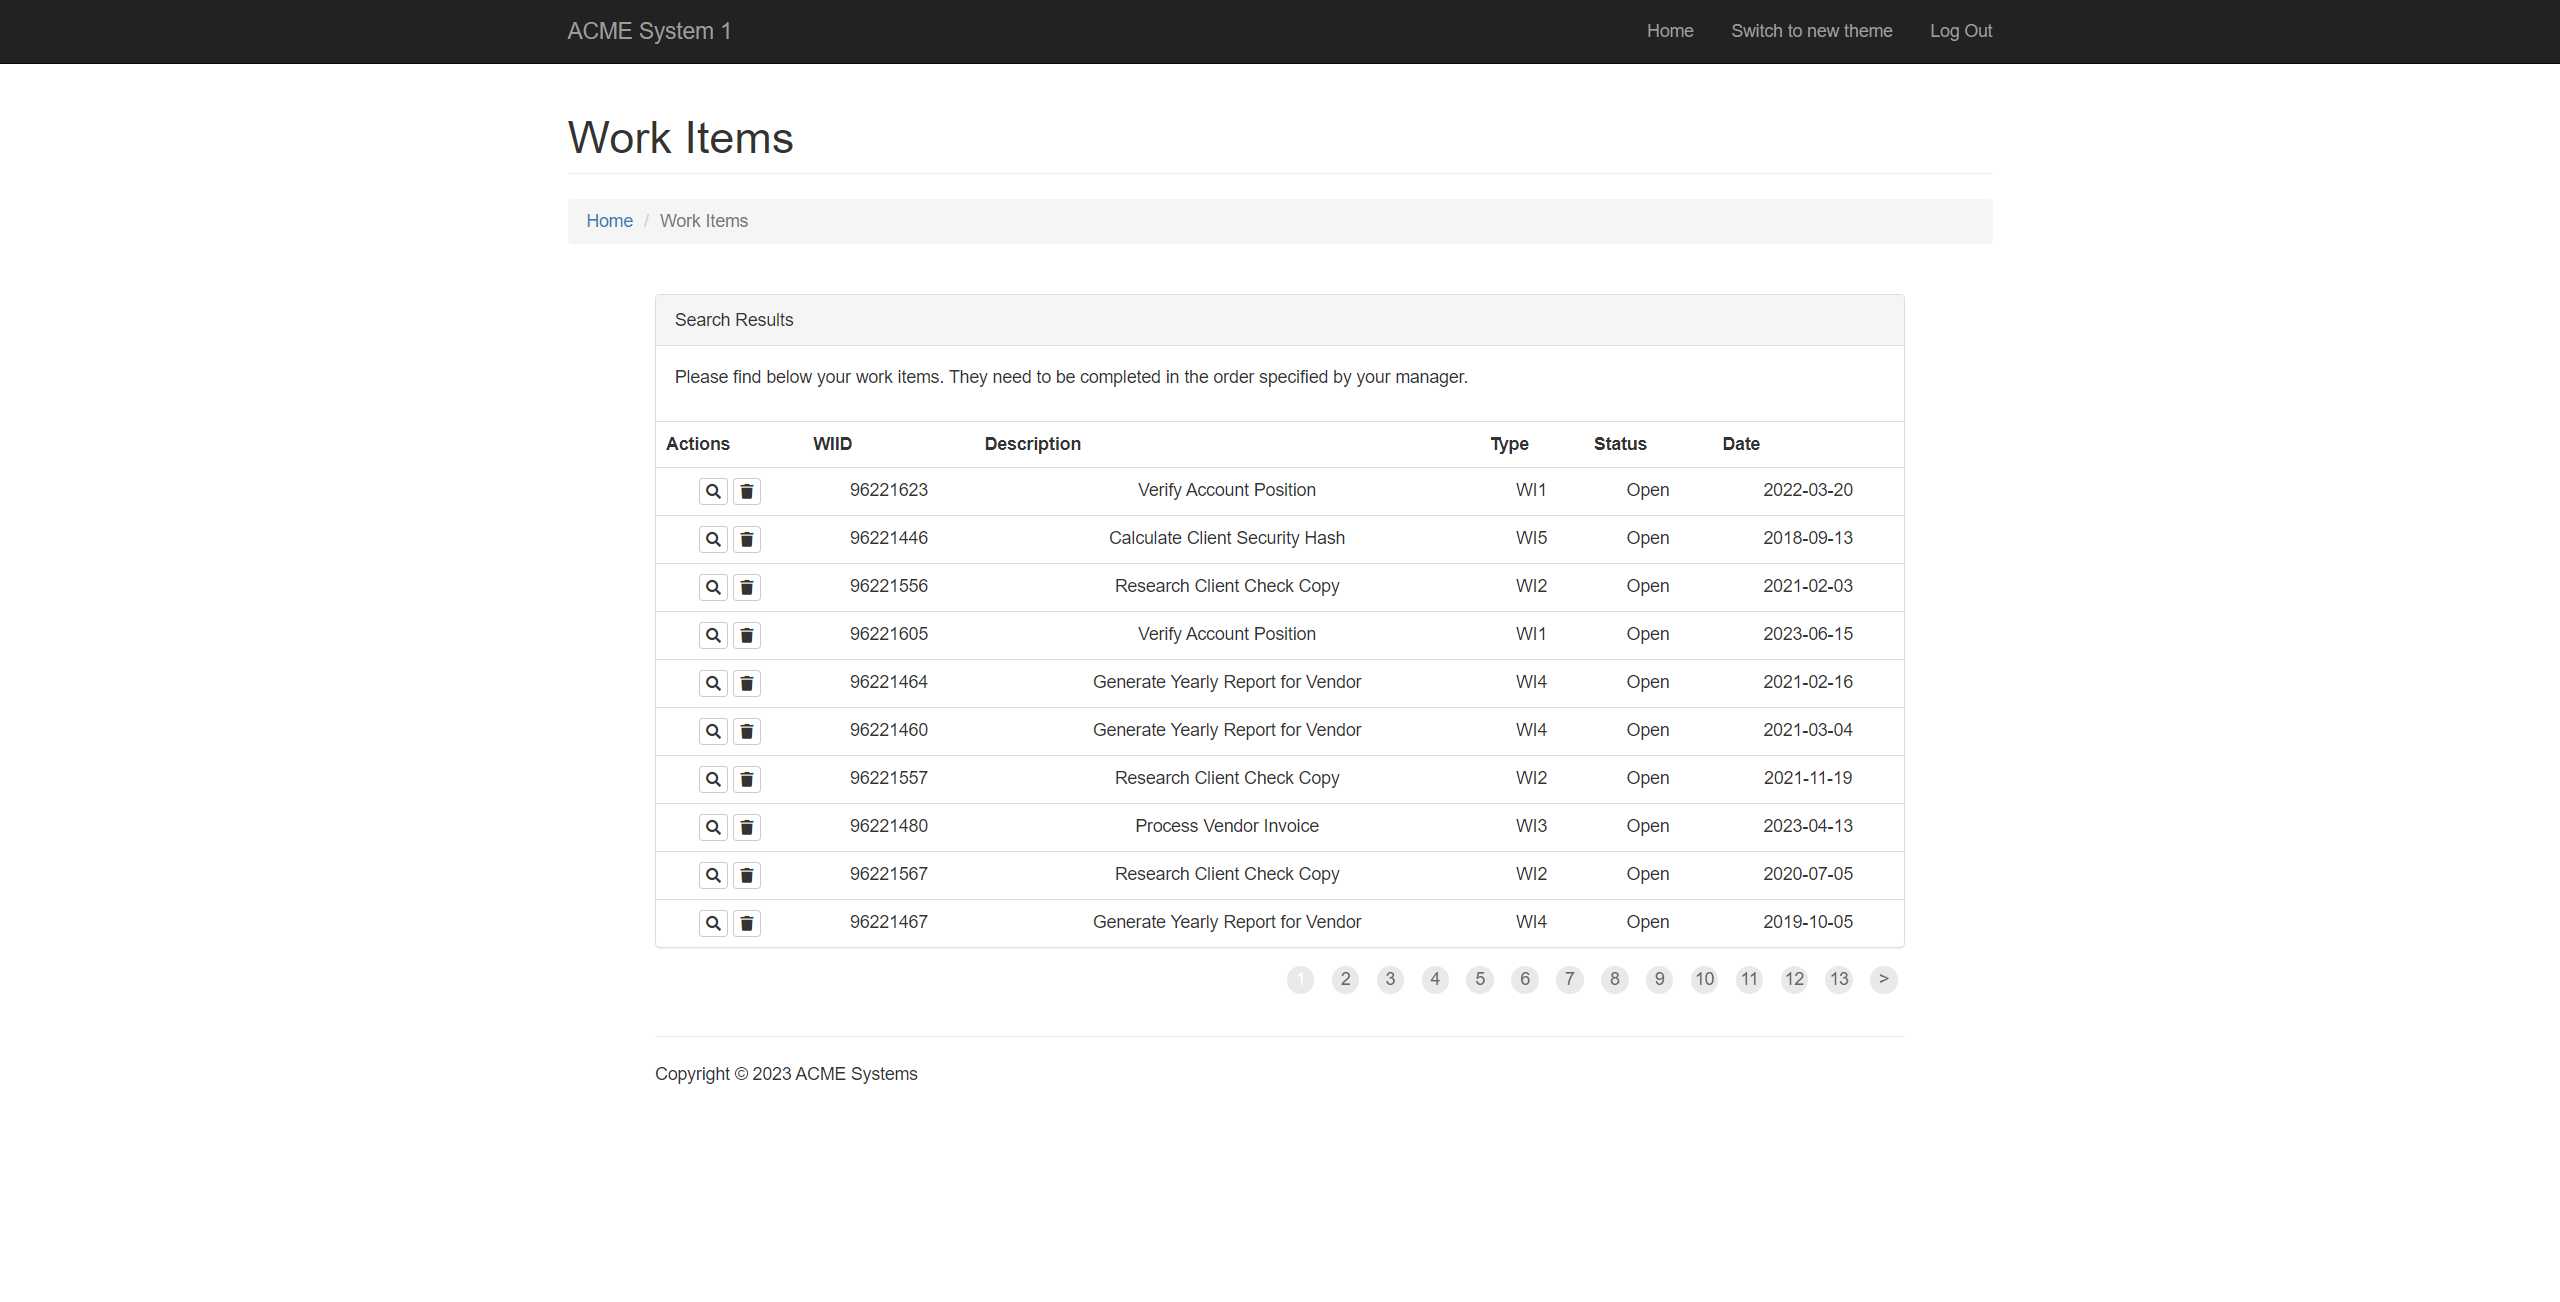 ACME System 1 Home Switch to new theme Log Out
Work Items
Home / Work Items
Search Results
Please find below your work items. They need to be completed in the order specified by your manager.
Actions WIID Description Type Status Date
96221623 Verify Account Position WI1 Open 2022-03-20
96221446 Calculate Client Security Hash WI5 Open 2018-09-13
96221556 Research Client Check Copy WI2 Open 2021-02-03
96221605 Verify Account Position WI1 Open 2023-06-15
96221464 Generate Yearly Report for Vendor WI4 Open 2021-02-16
96221460 Generate Yearly Report for Vendor WI4 Open 2021-03-04
96221557 Research Client Check Copy WI2 Open 2021-11-19
96221480 Process Vendor Invoice WI3 Open 2023-04-13
96221567 Research Client Check Copy WI2 Open 2020-07-05
96221467 Generate Yearly Report for Vendor WI4 Open 2019-10-05
1 2 3 4 5 6 7 8 9 10 11 12 13 >
Copyright © 2023 ACME Systems